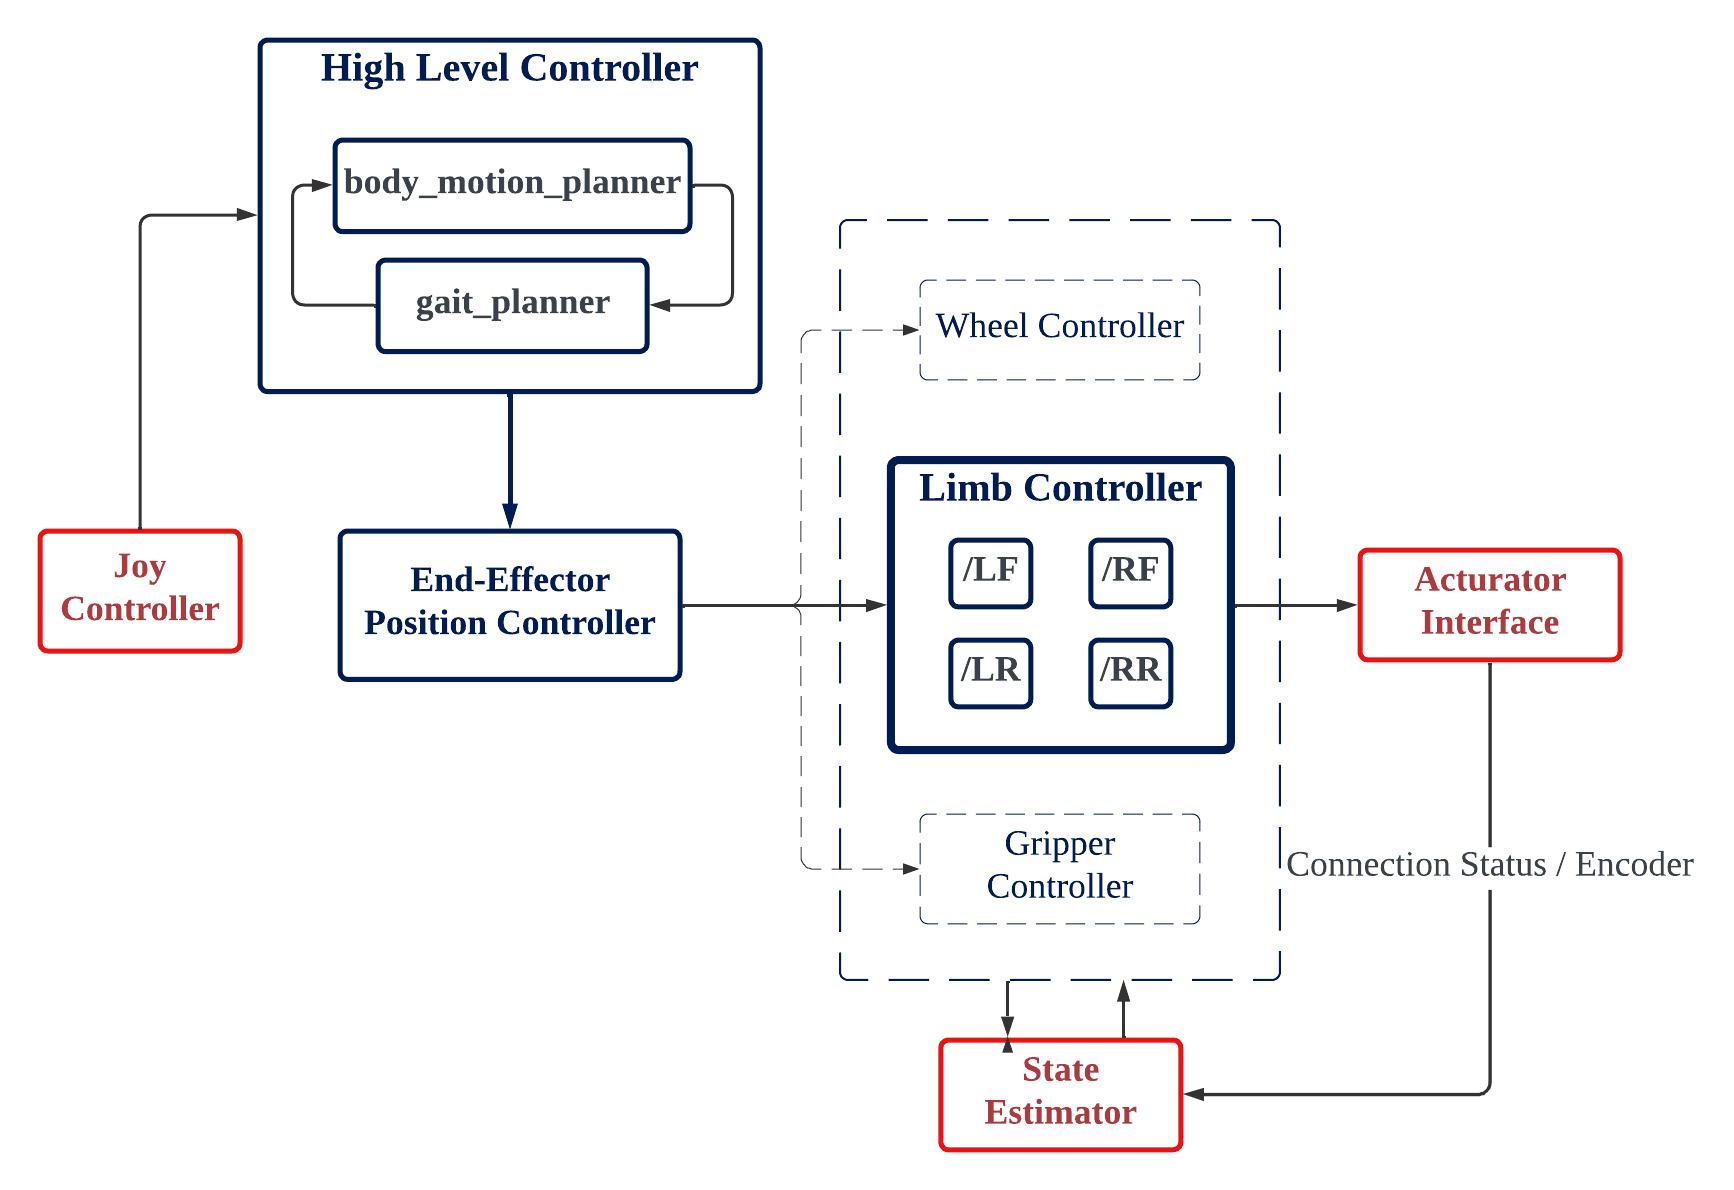 High Level Controller
body_motion_planner
gait_planner
Joy
Controller
End-Effector
Position Controller
Wheel Controller
Limb Controller
/LF
/RF
/LR
/RR
Gripper
Controller
Acturator
Interface
Connection Status / Encoder
State
Estimator